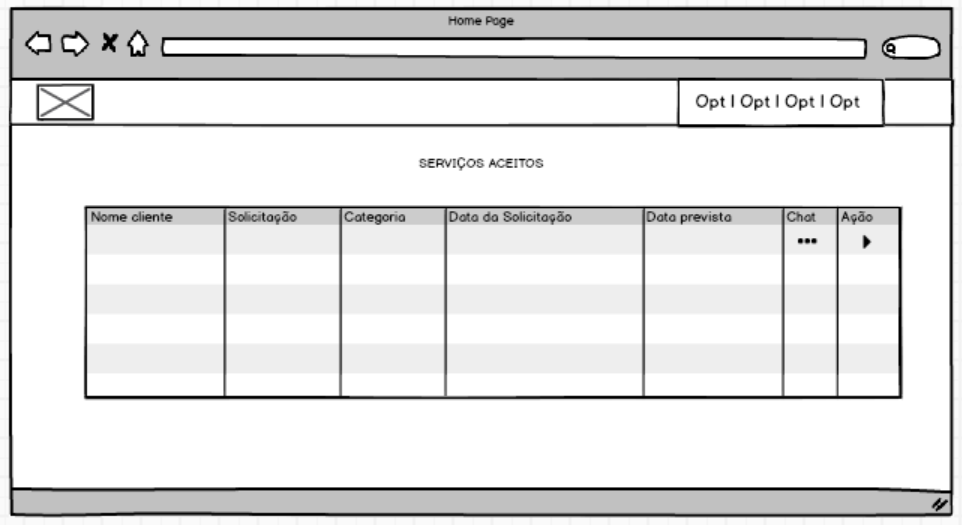 Home Page
Opt | Opt | Opt | Opt
SERVIÇOS ACEITOS
Nome cliente Solicitação Categoria Data da Solicitação Data prevista Chat Ação